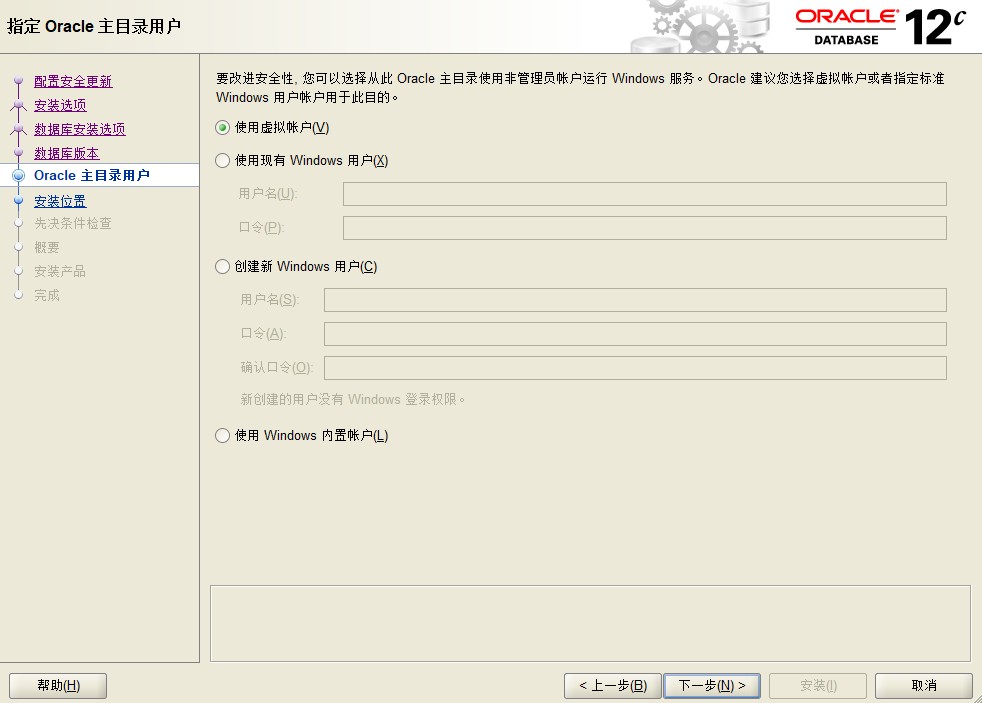 指定 Oracle 主目录用户
ORACLE®
DATABASE
12c
配置安全更新
安装选项
数据库安装选项
数据库版本
Oracle 主目录用户
安装位置
先决条件检查
概要
安装产品
完成
要改进安全性, 您可以选择从此 Oracle 主目录使用非管理员帐户运行 Windows 服务。Oracle 建议您选择虚拟帐户或者指定标准
Windows 用户帐户用于此目的。
使用虚拟帐户(V)
使用现有 Windows 用户(X)
用户名(U):
口令(P):
创建新 Windows 用户(C)
用户名(S):
口令(A):
确认口令(O):
新创建的用户没有 Windows 登录权限。
使用 Windows 内置帐户(L)
帮助(H)
< 上一步(B)
下一步(N) >
安装(I)
取消